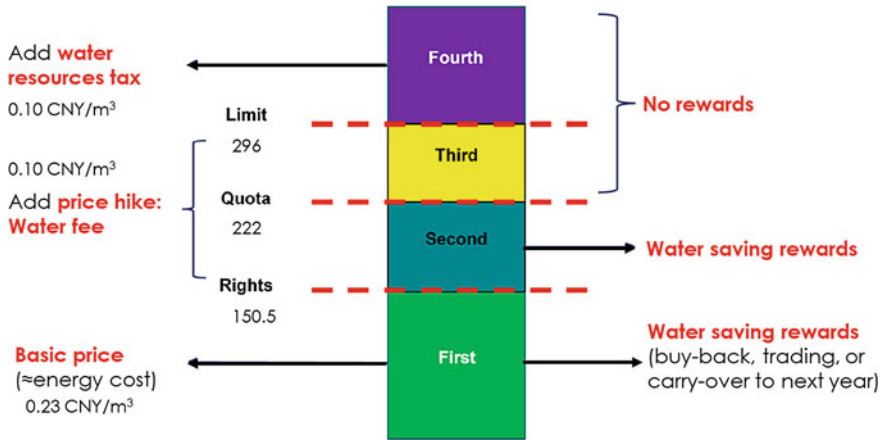 Add water
resources tax
0.10 CNY/m³
0.10 CNY/m³
Add price hike:
Water fee
Basic price
(≈energy cost)
0.23 CNY/m³
Limit
296
Quota
222
Rights
150.5
Fourth
Third
Second
First
No rewards
Water saving rewards
Water saving rewards
(buy-back, trading, or
carry-over to next year)